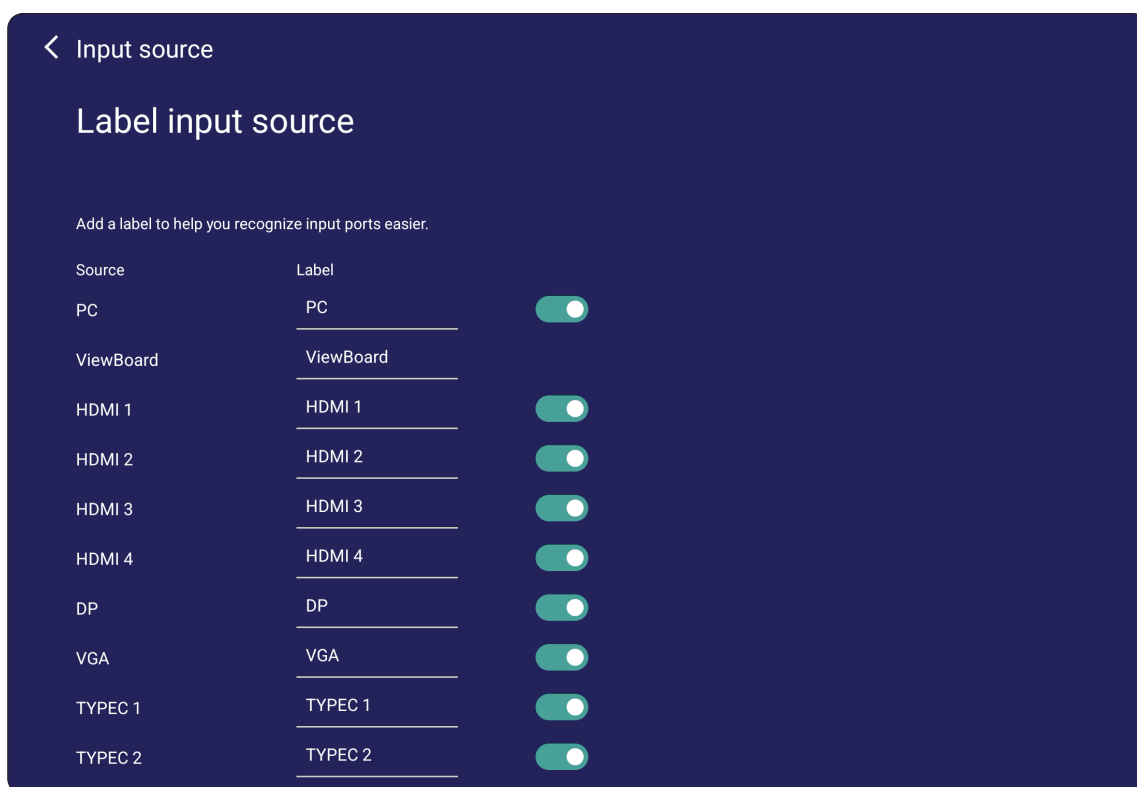 Input source
Label input source
Add a label to help you recognize input ports easier.
Source Label
PC PC
ViewBoard ViewBoard
HDMI 1 HDMI 1
HDMI 2 HDMI 2
HDMI 3 HDMI 3
HDMI 4 HDMI 4
DP DP
VGA VGA
TYPEC 1 TYPEC 1
TYPEC 2 TYPEC 2